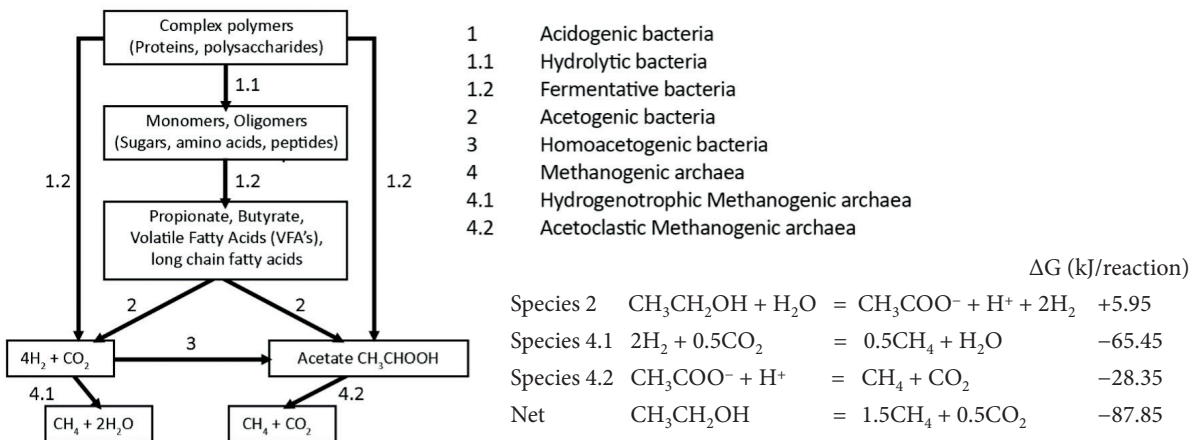 Complex polymers
(Proteins, polysaccharides)
1.1
Monomers, Oligomers
(Sugars, amino acids, peptides)
1.2
1.2
1.2
Propionate, Butyrate,
Volatile Fatty Acids (VFA's),
long chain fatty acids
2
2
3
4H₂ + CO₂
Acetate CH₃CHOOH
4.1
4.2
CH₄ + 2H₂O
CH₄ + CO₂
1 Acidogenic bacteria
1.1 Hydrolytic bacteria
1.2 Fermentative bacteria
2 Acetogenic bacteria
3 Homoacetogenic bacteria
4 Methanogenic archaea
4.1 Hydrogenotrophic Methanogenic archaea
4.2 Acetoclastic Methanogenic archaea
ΔG (kJ/reaction)
Species 2 CH₃CH₂OH + H₂O = CH₃COO⁻ + H⁺ + 2H₂ +5.95
Species 4.1 2H₂ + 0.5CO₂ = 0.5CH₄ + H₂O −65.45
Species 4.2 CH₃COO⁻ + H⁺ = CH₄ + CO₂ −28.35
Net CH₃CH₂OH = 1.5CH₄ + 0.5CO₂ −87.85